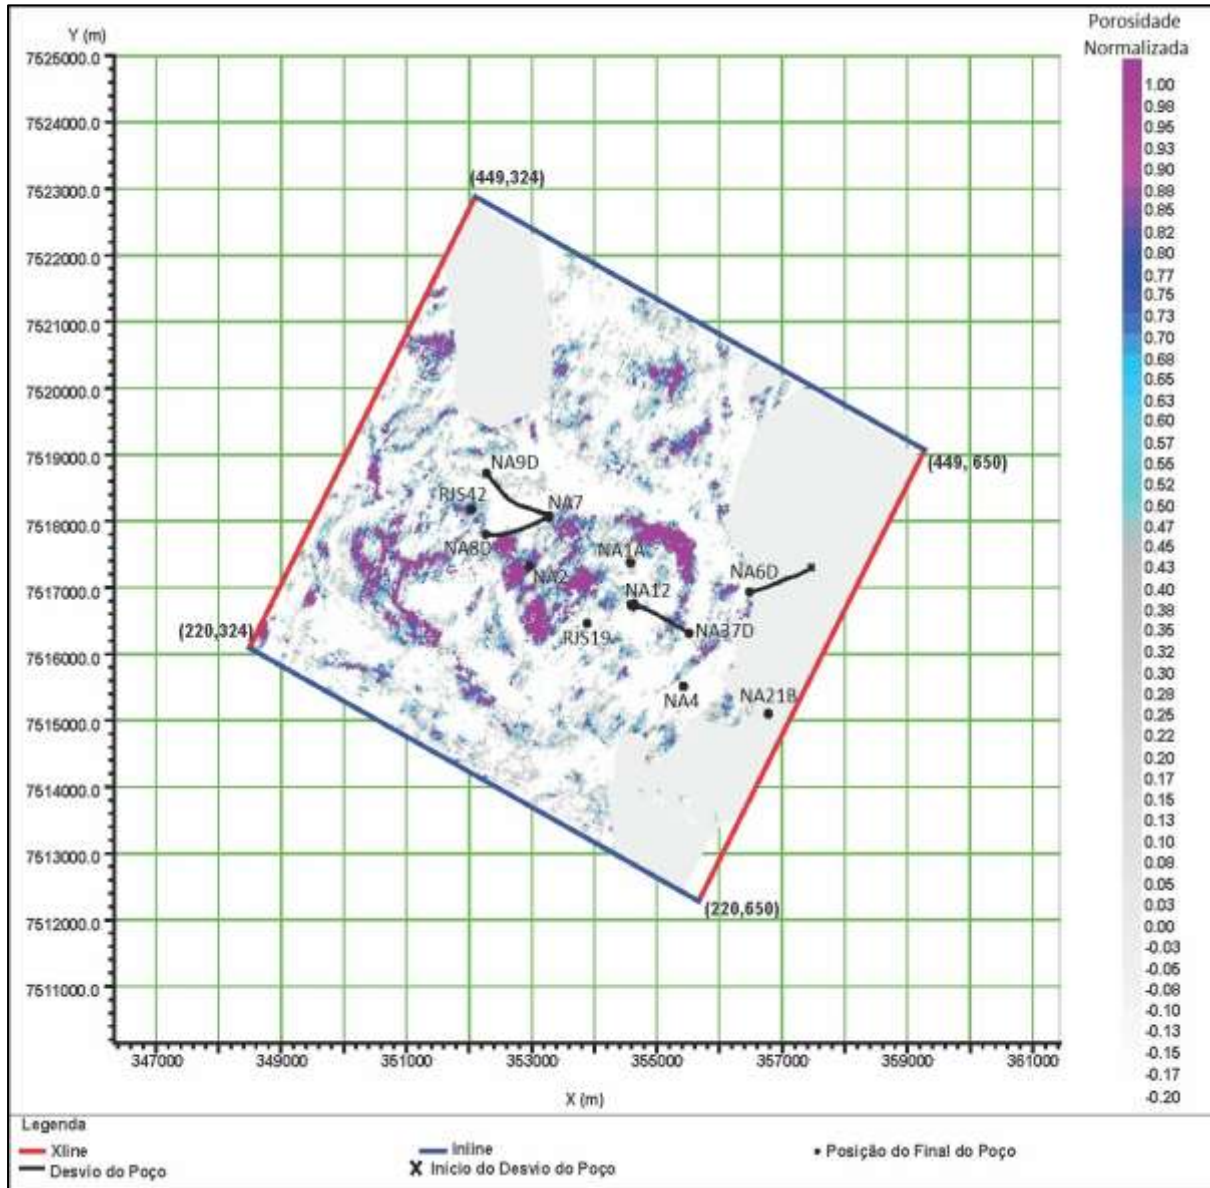 Porosidade
Normalizada
Y (m)
7525000.0
7524000.0
7523000.0
7522000.0
7521000.0
7520000.0
7519000.0
7518000.0
7517000.0
7516000.0
7515000.0
7514000.0
7513000.0
7512000.0
7511000.0
(449,324)
(449, 650)
(220,324)
(220,650)
NA9D
RJS42
NA7
NA8D
NA2
NA1A
NA12
NA6D
RJS19
NA37D
NA4
NA21B
1.00
0.98
0.95
0.93
0.90
0.88
0.85
0.82
0.80
0.77
0.75
0.73
0.70
0.68
0.65
0.63
0.60
0.57
0.55
0.52
0.50
0.47
0.45
0.43
0.40
0.38
0.35
0.32
0.30
0.28
0.25
0.22
0.20
0.17
0.15
0.13
0.10
0.08
0.05
0.03
0.00
-0.03
-0.05
-0.08
-0.10
-0.13
-0.15
-0.17
-0.20
347000 349000 351000 353000 355000 357000 359000 361000
X (m)
Legenda
Xline
Inline
Posição do Final do Poço
Desvio do Poço
X Início do Desvio do Poço